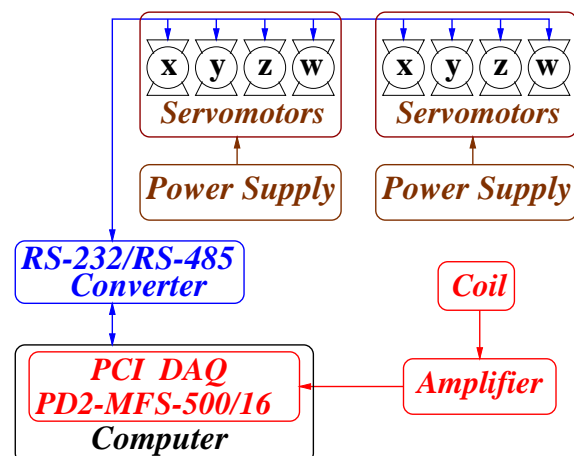 x y z w x y z w
Servomotors Servomotors
Power Supply Power Supply
RS-232/RS-485
Converter
Coil
PCI DAQ
PD2-MFS-500/16
Amplifier
Computer